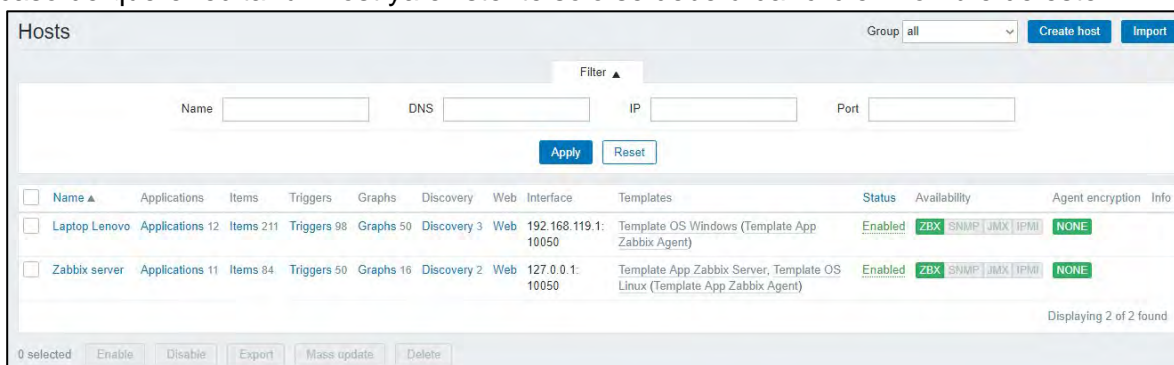 Hosts Group all Create host Import
Filter ▲
Name DNS IP Port
Apply Reset
Name ▲ Applications Items Triggers Graphs Discovery Web Interface Templates Status Availability Agent encryption Info
Laptop Lenovo Applications 12 Items 211 Triggers 98 Graphs 50 Discovery 3 Web 192.168.119.1: Template OS Windows (Template App Enabled ZBX SNMP JMX IPMI NONE
10050 Zabbix Agent)
Zabbix server Applications 11 Items 84 Triggers 50 Graphs 16 Discovery 2 Web 127.0.0.1: Template App Zabbix Server, Template OS Enabled ZBX SNMP JMX IPMI NONE
10050 Linux (Template App Zabbix Agent)
Displaying 2 of 2 found
0 selected Enable Disable Export Mass update Delete